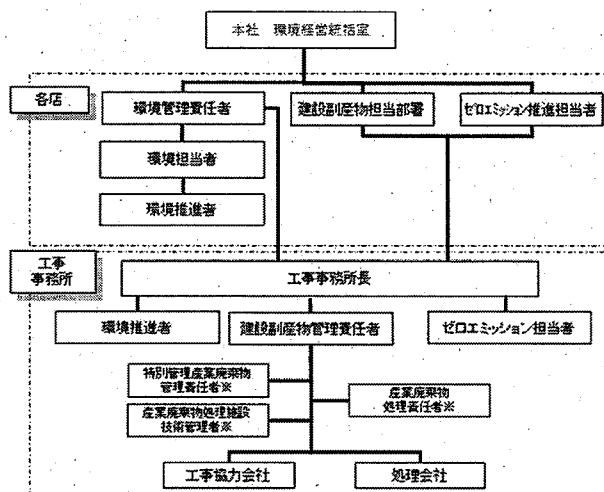 本社 環境経営統括室
各店
環境管理責任者
建設副産物担当部署
ゼロエミッション推進担当者
環境担当者
環境推進者
工事
事務所
工事事務所長
環境推進者
建設副産物管理責任者
ゼロエミッション担当者
特別管理産業廃棄物
管理責任者※
産業廃棄物
処理責任者※
産業廃棄物処理施設
技術管理者※
工事協力会社
処理会社